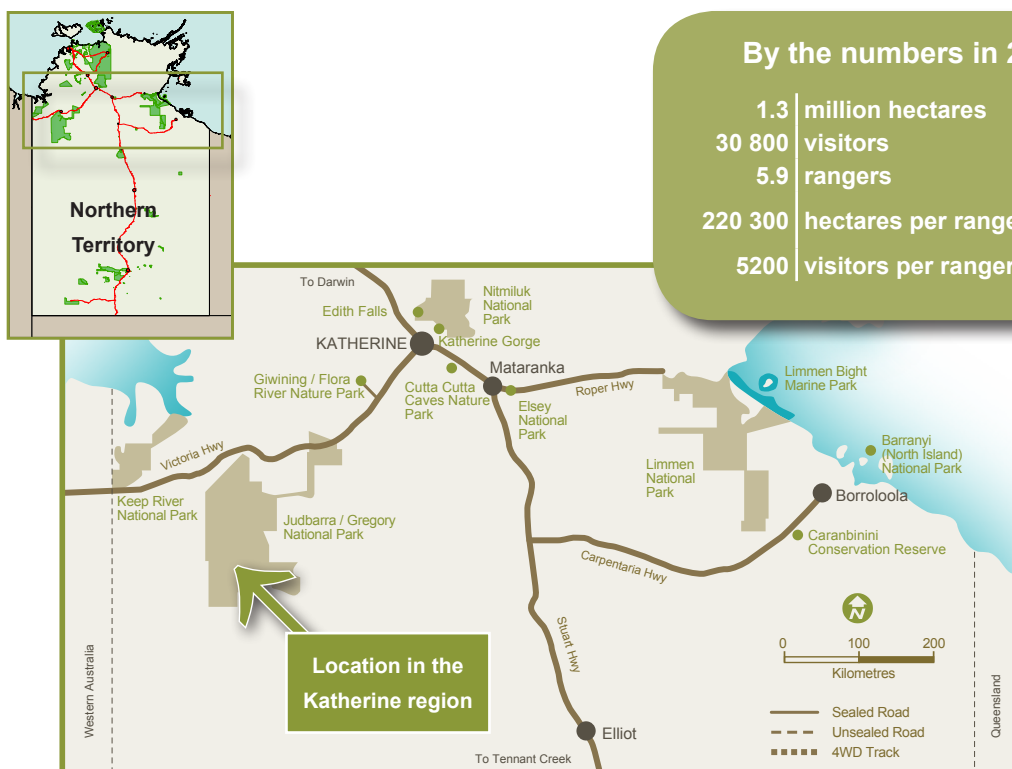 By the numbers in 2
1.3 million hectares
30 800 visitors
5.9 rangers
220 300 hectares per range
5200 visitors per ranger
Northern
Territory
To Darwin
Nitmiluk
National
Park
Edith Falls
KATHERINE
Katherine Gorge
Mataranka
Giwining / Flora
River Nature Park
Cutta Cutta
Caves Nature
Park
Elsey
National
Park
Roper Hwy
Limmen Bight
Marine Park
Victoria Hwy
Limmen
National
Park
Barranyi
(North Island)
National Park
Keep River
National Park
Judbarra / Gregory
National Park
Borroloola
Caranbinini
Conservation Reserve
Carpentaria Hwy
Stuart Hwy
Location in the
Katherine region
N
0 100 200
Kilometres
Western Australia
Queensland
Sealed Road
Unsealed Road
4WD Track
Elliot
To Tennant Creek